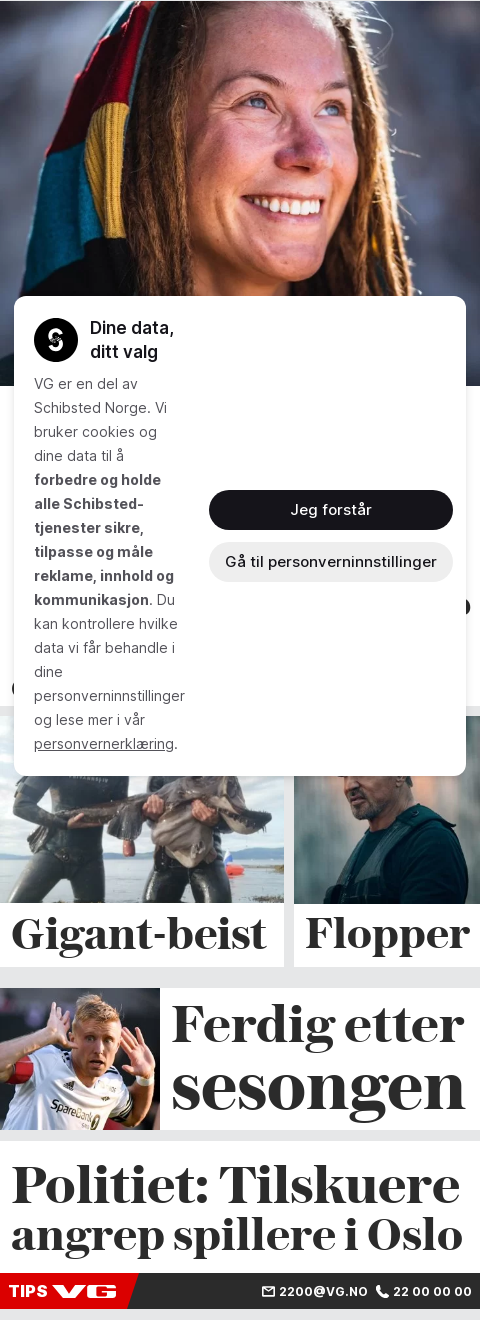 Dine data,
ditt valg
VG er en del av
Schibsted Norge. Vi
bruker cookies og
dine data til å
forbedre og holde
alle Schibsted-
tjenester sikre,
tilpasse og måle
reklame, innhold og
kommunikasjon. Du
kan kontrollere hvilke
data vi får behandle i
dine
personverninnstillinger
og lese mer i vår
personvernerklæring.
Jeg forstår
Gå til personverninnstillinger
Gigant-beist
Flopper
SpareBank
Ferdig etter
sesongen
Politiet: Tilskuere
angrep spillere i Oslo
TIPS VG
2200@VG.NO 22 00 00 00